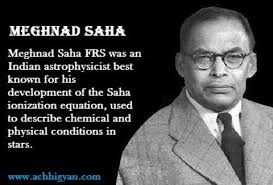 MEGHNAD SAHA
Meghnad Saha FRS was an
Indian astrophysicist best
known for his
development of the Saha
ionization equation, used
to describe chemical and
physical conditions in
stars.
www.achhigyan.com